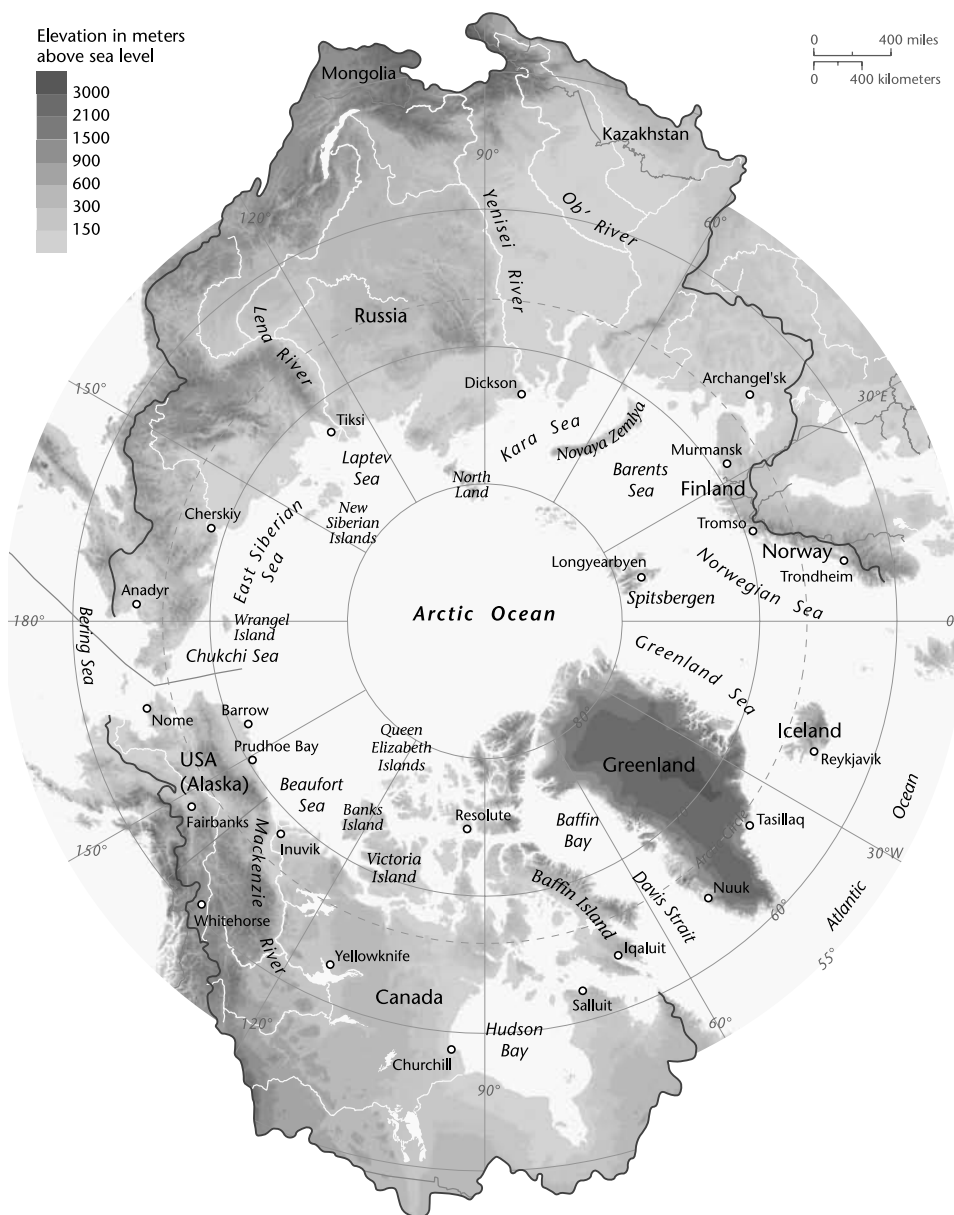 Elevation in meters
above sea level
3000
2100
1500
900
600
300
150
0 400 miles
0 400 kilometers
Mongolia
Kazakhstan
90°
120°
60°
Yenisei
River
Ob' River
Lena River
Russia
150°
30°E
Dickson
Archangel'sk
Tiksi
Kara Sea
Novaya Zemlya
Murmansk
Laptev
Sea
North
Land
Barents
Sea
Finland
New
Siberian
Islands
Cherskiy
East Siberian
Sea
Tromso
Norway
Trondheim
Longyearbyen
Spitsbergen
Norwegian Sea
Anadyr
Arctic Ocean
180°
Bering Sea
Wrangel
Island
Chukchi Sea
0
Greenland
Sea
Nome
Barrow
Prudhoe Bay
USA
(Alaska)
Queen
Elizabeth
Islands
80°
Iceland
Reykjavik
Greenland
Beaufort
Sea
Banks
Island
Resolute
Baffin
Bay
Fairbanks
Mackenzie
River
Inuvik
Tasillaq
Arctic Circle
Ocean
Atlantic
150°
30°W
Victoria
Island
Baffin Island
Davis Strait
Nuuk
60°
Whitehorse
Yellowknife
Iqaluit
55°
Canada
Salluit
120°
Hudson
Bay
60°
Churchill
90°